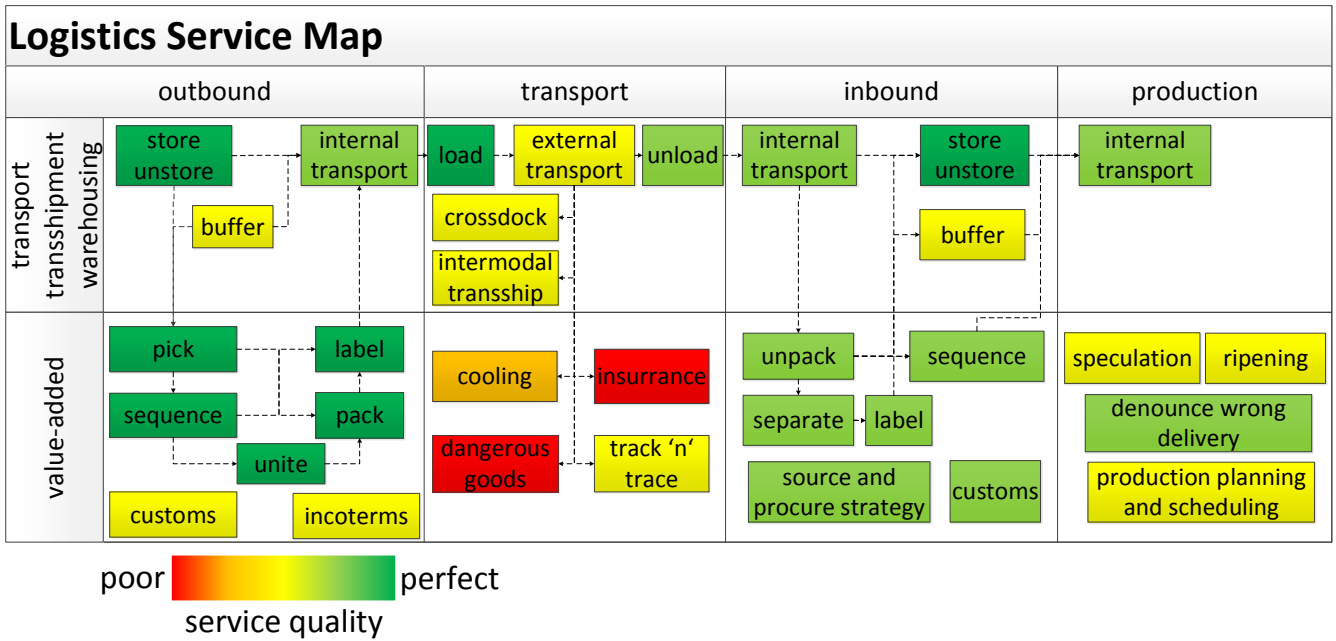 Logistics Service Map
outbound
transport
inbound
production
transport
transshipment
warehousing
store
unstore
internal
transport
buffer
load
external
transport
unload
crossdock
intermodal
transship
internal
transport
store
unstore
buffer
internal
transport
value-added
pick
label
sequence
pack
unite
customs
incoterms
cooling
insurrance
dangerous
goods
track ‘n‘
trace
unpack
sequence
separate
label
source and
procure strategy
customs
speculation
ripening
denounce wrong
delivery
production planning
and scheduling
poor
perfect
service quality